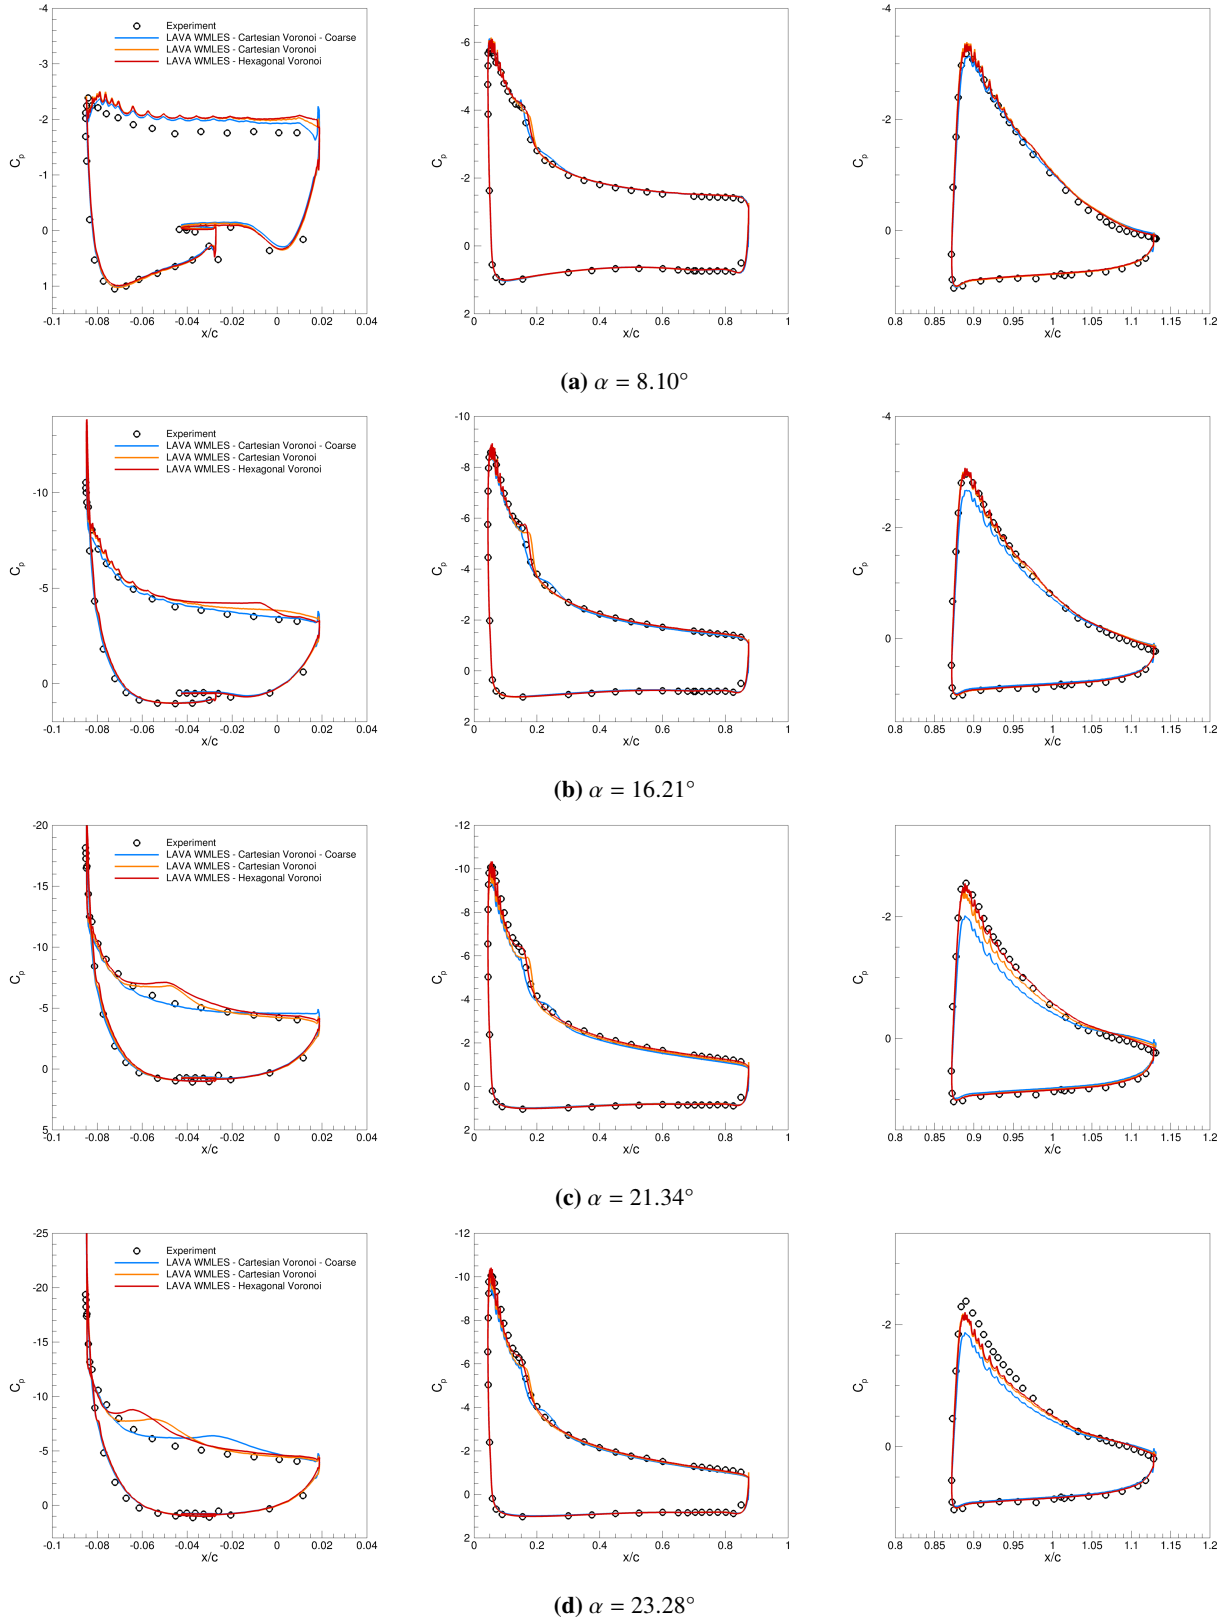 -4
-3
-2
-1
0
1
Cp
Experiment
LAVA WMLES - Cartesian Voronoi - Coarse
LAVA WMLES - Cartesian Voronoi
LAVA WMLES - Hexagonal Voronoi
-0.1 -0.08 -0.06 -0.04 -0.02 0 0.02 0.04
x/c
-6
-4
-2
0
2
Cp
0 0.2 0.4 0.6 0.8 1
x/c
-4
-2
0
Cp
0.8 0.85 0.9 0.95 1 1.05 1.1 1.15 1.2
x/c
(a) α = 8.10°
-10
-5
0
Cp
Experiment
LAVA WMLES - Cartesian Voronoi - Coarse
LAVA WMLES - Cartesian Voronoi
LAVA WMLES - Hexagonal Voronoi
-0.1 -0.08 -0.06 -0.04 -0.02 0 0.02 0.04
x/c
-10
-8
-6
-4
-2
0
2
Cp
0 0.2 0.4 0.6 0.8 1
x/c
-4
-2
0
Cp
0.8 0.85 0.9 0.95 1 1.05 1.1 1.15 1.2
x/c
(b) α = 16.21°
-20
-15
-10
-5
0
5
Cp
Experiment
LAVA WMLES - Cartesian Voronoi - Coarse
LAVA WMLES - Cartesian Voronoi
LAVA WMLES - Hexagonal Voronoi
-0.1 -0.08 -0.06 -0.04 -0.02 0 0.02 0.04
x/c
-12
-10
-8
-6
-4
-2
0
2
Cp
0 0.2 0.4 0.6 0.8 1
x/c
-2
0
Cp
0.8 0.85 0.9 0.95 1 1.05 1.1 1.15 1.2
x/c
(c) α = 21.34°
-25
-20
-15
-10
-5
0
Cp
Experiment
LAVA WMLES - Cartesian Voronoi - Coarse
LAVA WMLES - Cartesian Voronoi
LAVA WMLES - Hexagonal Voronoi
-0.1 -0.08 -0.06 -0.04 -0.02 0 0.02 0.04
x/c
-12
-10
-8
-6
-4
-2
0
2
Cp
0 0.2 0.4 0.6 0.8 1
x/c
-2
0
Cp
0.8 0.85 0.9 0.95 1 1.05 1.1 1.15 1.2
x/c
(d) α = 23.28°